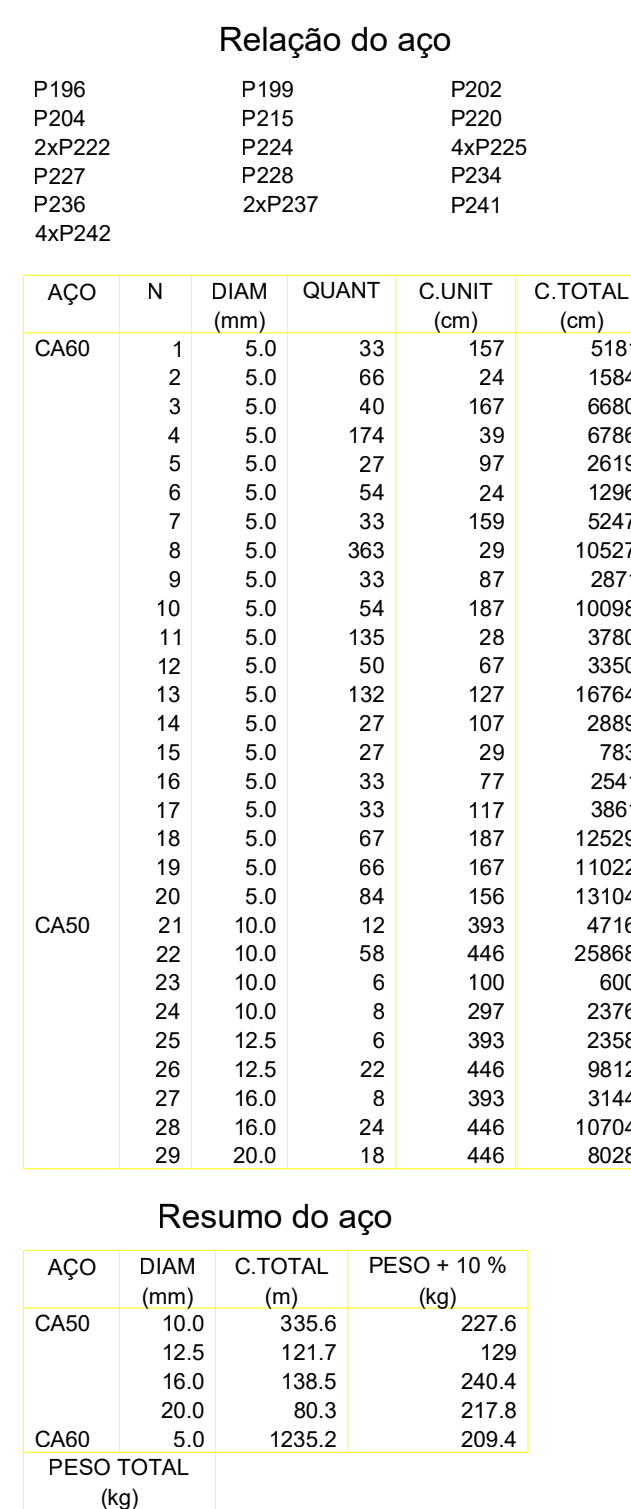 Relação do aço
P196 P199 P202
P204 P215 P220
2xP222 P224 4xP225
P227 P228 P234
P236 2xP237 P241
4xP242
AÇO N DIAM QUANT C.UNIT C.TOTAL
(mm) (cm) (cm)
CA60 1 5.0 33 157 5181
2 5.0 66 24 1584
3 5.0 40 167 6680
4 5.0 174 39 6786
5 5.0 27 97 2619
6 5.0 54 24 1296
7 5.0 33 159 5247
8 5.0 363 29 10527
9 5.0 33 87 2871
10 5.0 54 187 10098
11 5.0 135 28 3780
12 5.0 50 67 3350
13 5.0 132 127 16764
14 5.0 27 107 2889
15 5.0 27 29 783
16 5.0 33 77 2541
17 5.0 33 117 3861
18 5.0 67 187 12529
19 5.0 66 167 11022
20 5.0 84 156 13104
CA50 21 10.0 12 393 4716
22 10.0 58 446 25868
23 10.0 6 100 600
24 10.0 8 297 2376
25 12.5 6 393 2358
26 12.5 22 446 9812
27 16.0 8 393 3144
28 16.0 24 446 10704
29 20.0 18 446 8028
Resumo do aço
AÇO DIAM C.TOTAL PESO + 10 %
(mm) (m) (kg)
CA50 10.0 335.6 227.6
12.5 121.7 129
16.0 138.5 240.4
20.0 80.3 217.8
CA60 5.0 1235.2 209.4
PESO TOTAL
(kg)